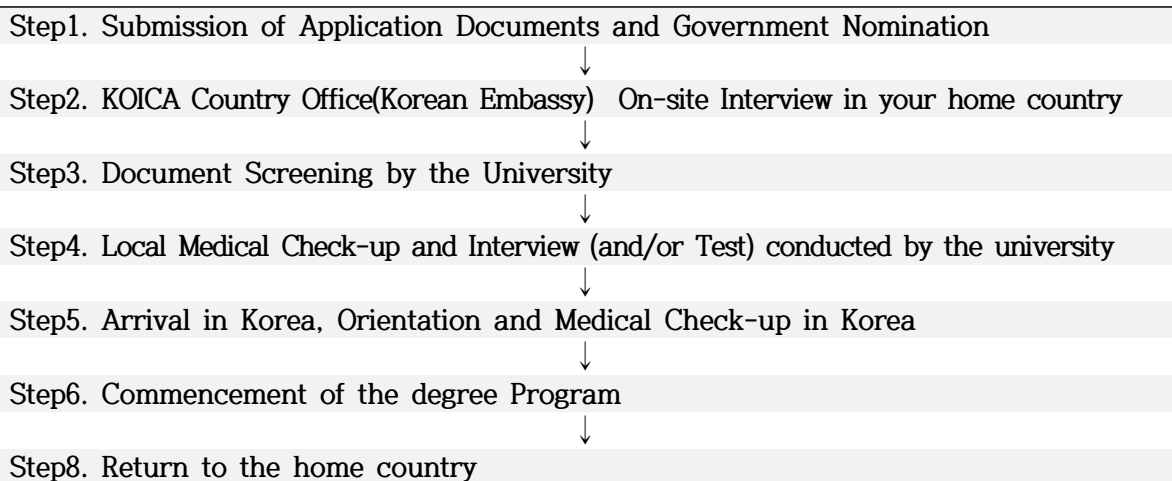 Step1. Submission of Application Documents and Government Nomination
↓
Step2. KOICA Country Office(Korean Embassy) On-site Interview in your home country
↓
Step3. Document Screening by the University
↓
Step4. Local Medical Check-up and Interview (and/or Test) conducted by the university
↓
Step5. Arrival in Korea, Orientation and Medical Check-up in Korea
↓
Step6. Commencement of the degree Program
↓
Step8. Return to the home country